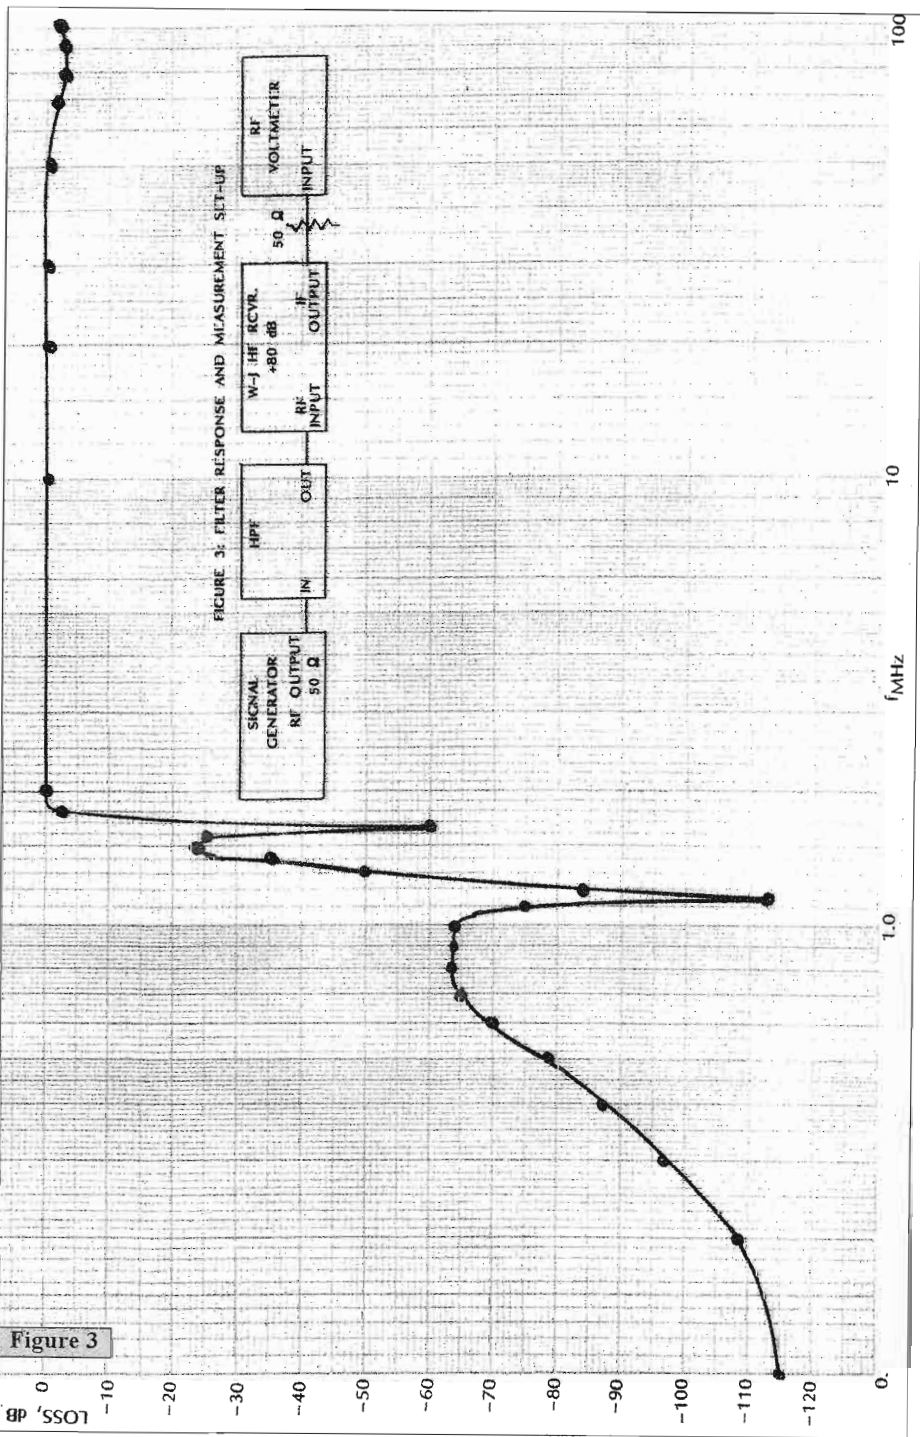 FIGURE 3: FILTER RESPONSE AND MEASUREMENT SET-UP
SIGNAL
GENERATOR
RF OUTPUT
50 Ω
HPF
IN
OUT
W-J HF RCVR.
+80 dB
RF
INPUT
IF
OUTPUT
50 Ω
RF
VOLTMETER
INPUT
LOSS, dB.
0
-10
-20
-30
-40
-50
-60
-70
-80
-90
-100
-110
-120
0.
1.0
fMHz
10
100
Figure 3